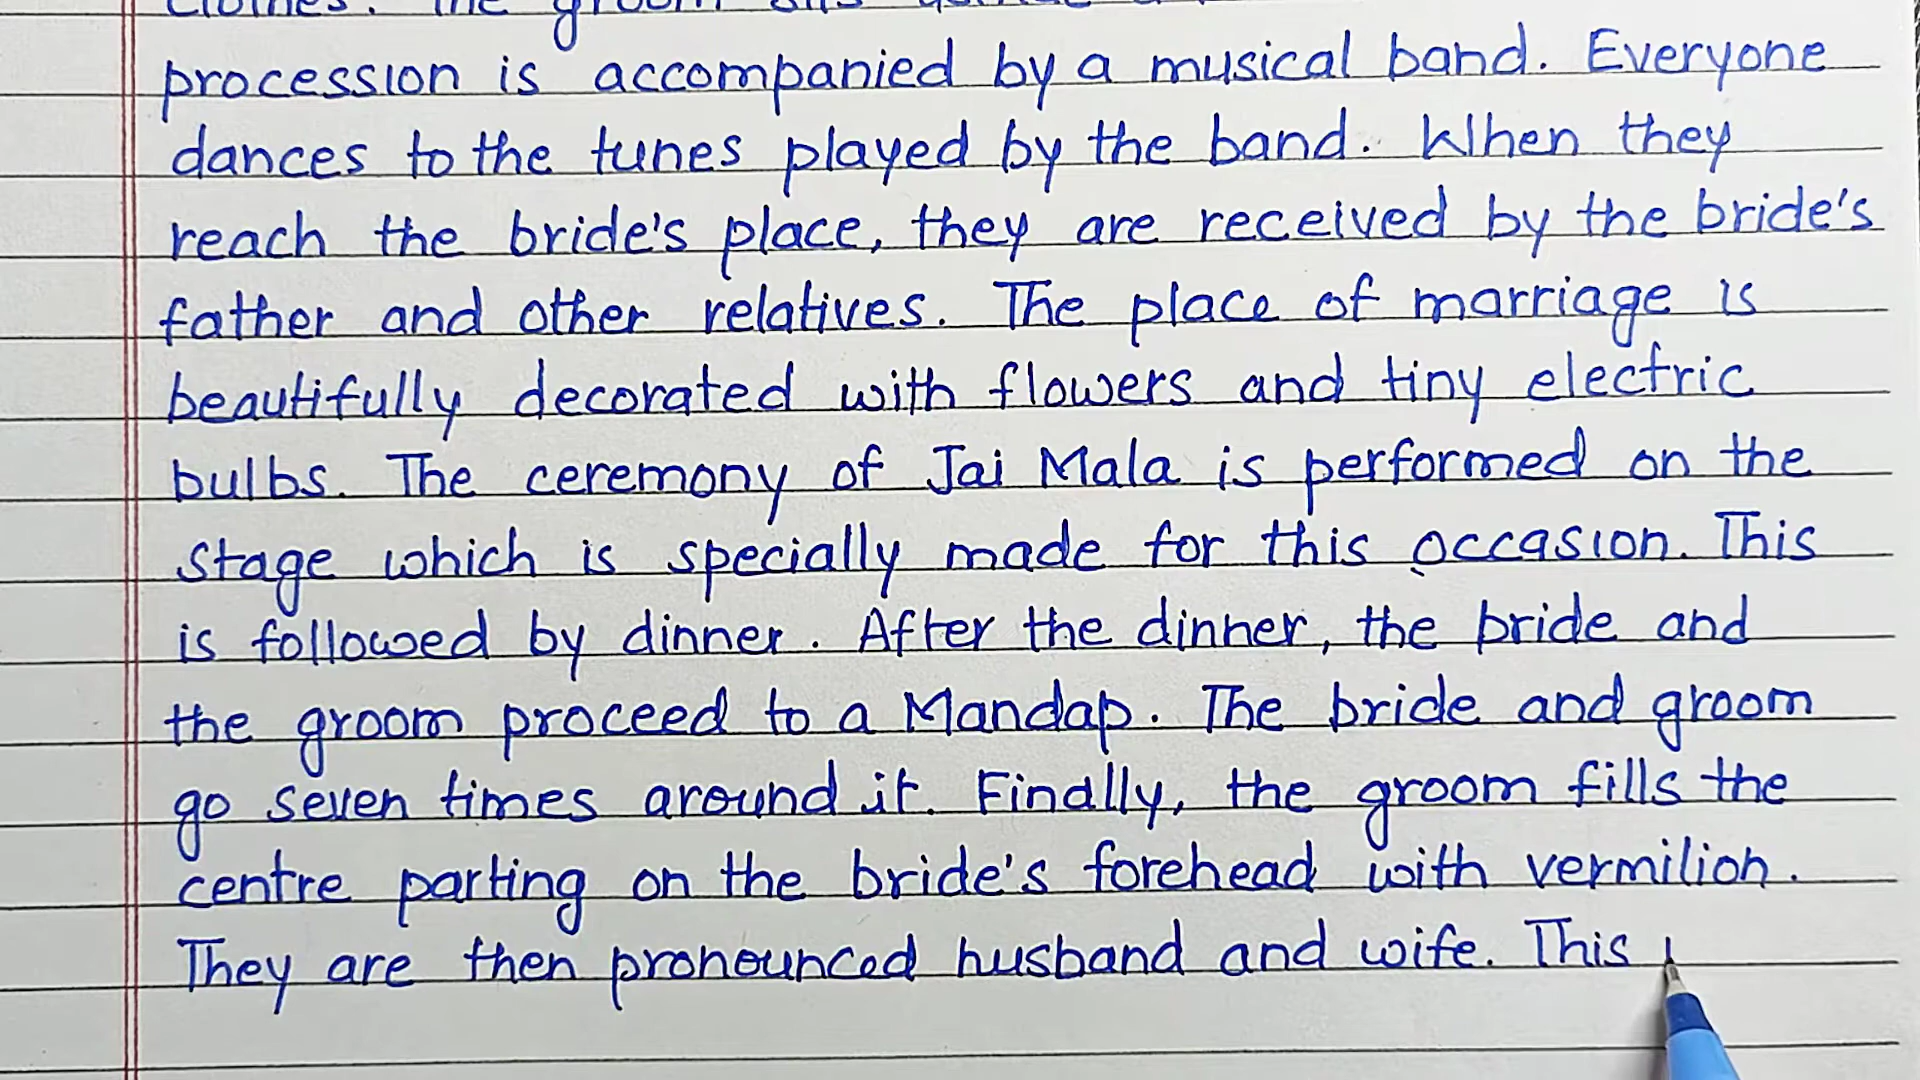 clothes. The groom
procession is accompanied by a musical band. Everyone
dances to the tunes played by the band. When they
reach the bride's place, they are received by the bride's
father and other relatives. The place of marriage is
beautifully decorated with flowers and tiny electric
bulbs. The ceremony of Jai Mala is performed on the
stage which is specially made for this occasion. This
is followed by dinner. After the dinner, the bride and
the groom proceed to a Mandap. The bride and groom
go seven times around it. Finally, the groom fills the
centre parting on the bride's forehead with vermilion.
They are then pronounced husband and wife. This